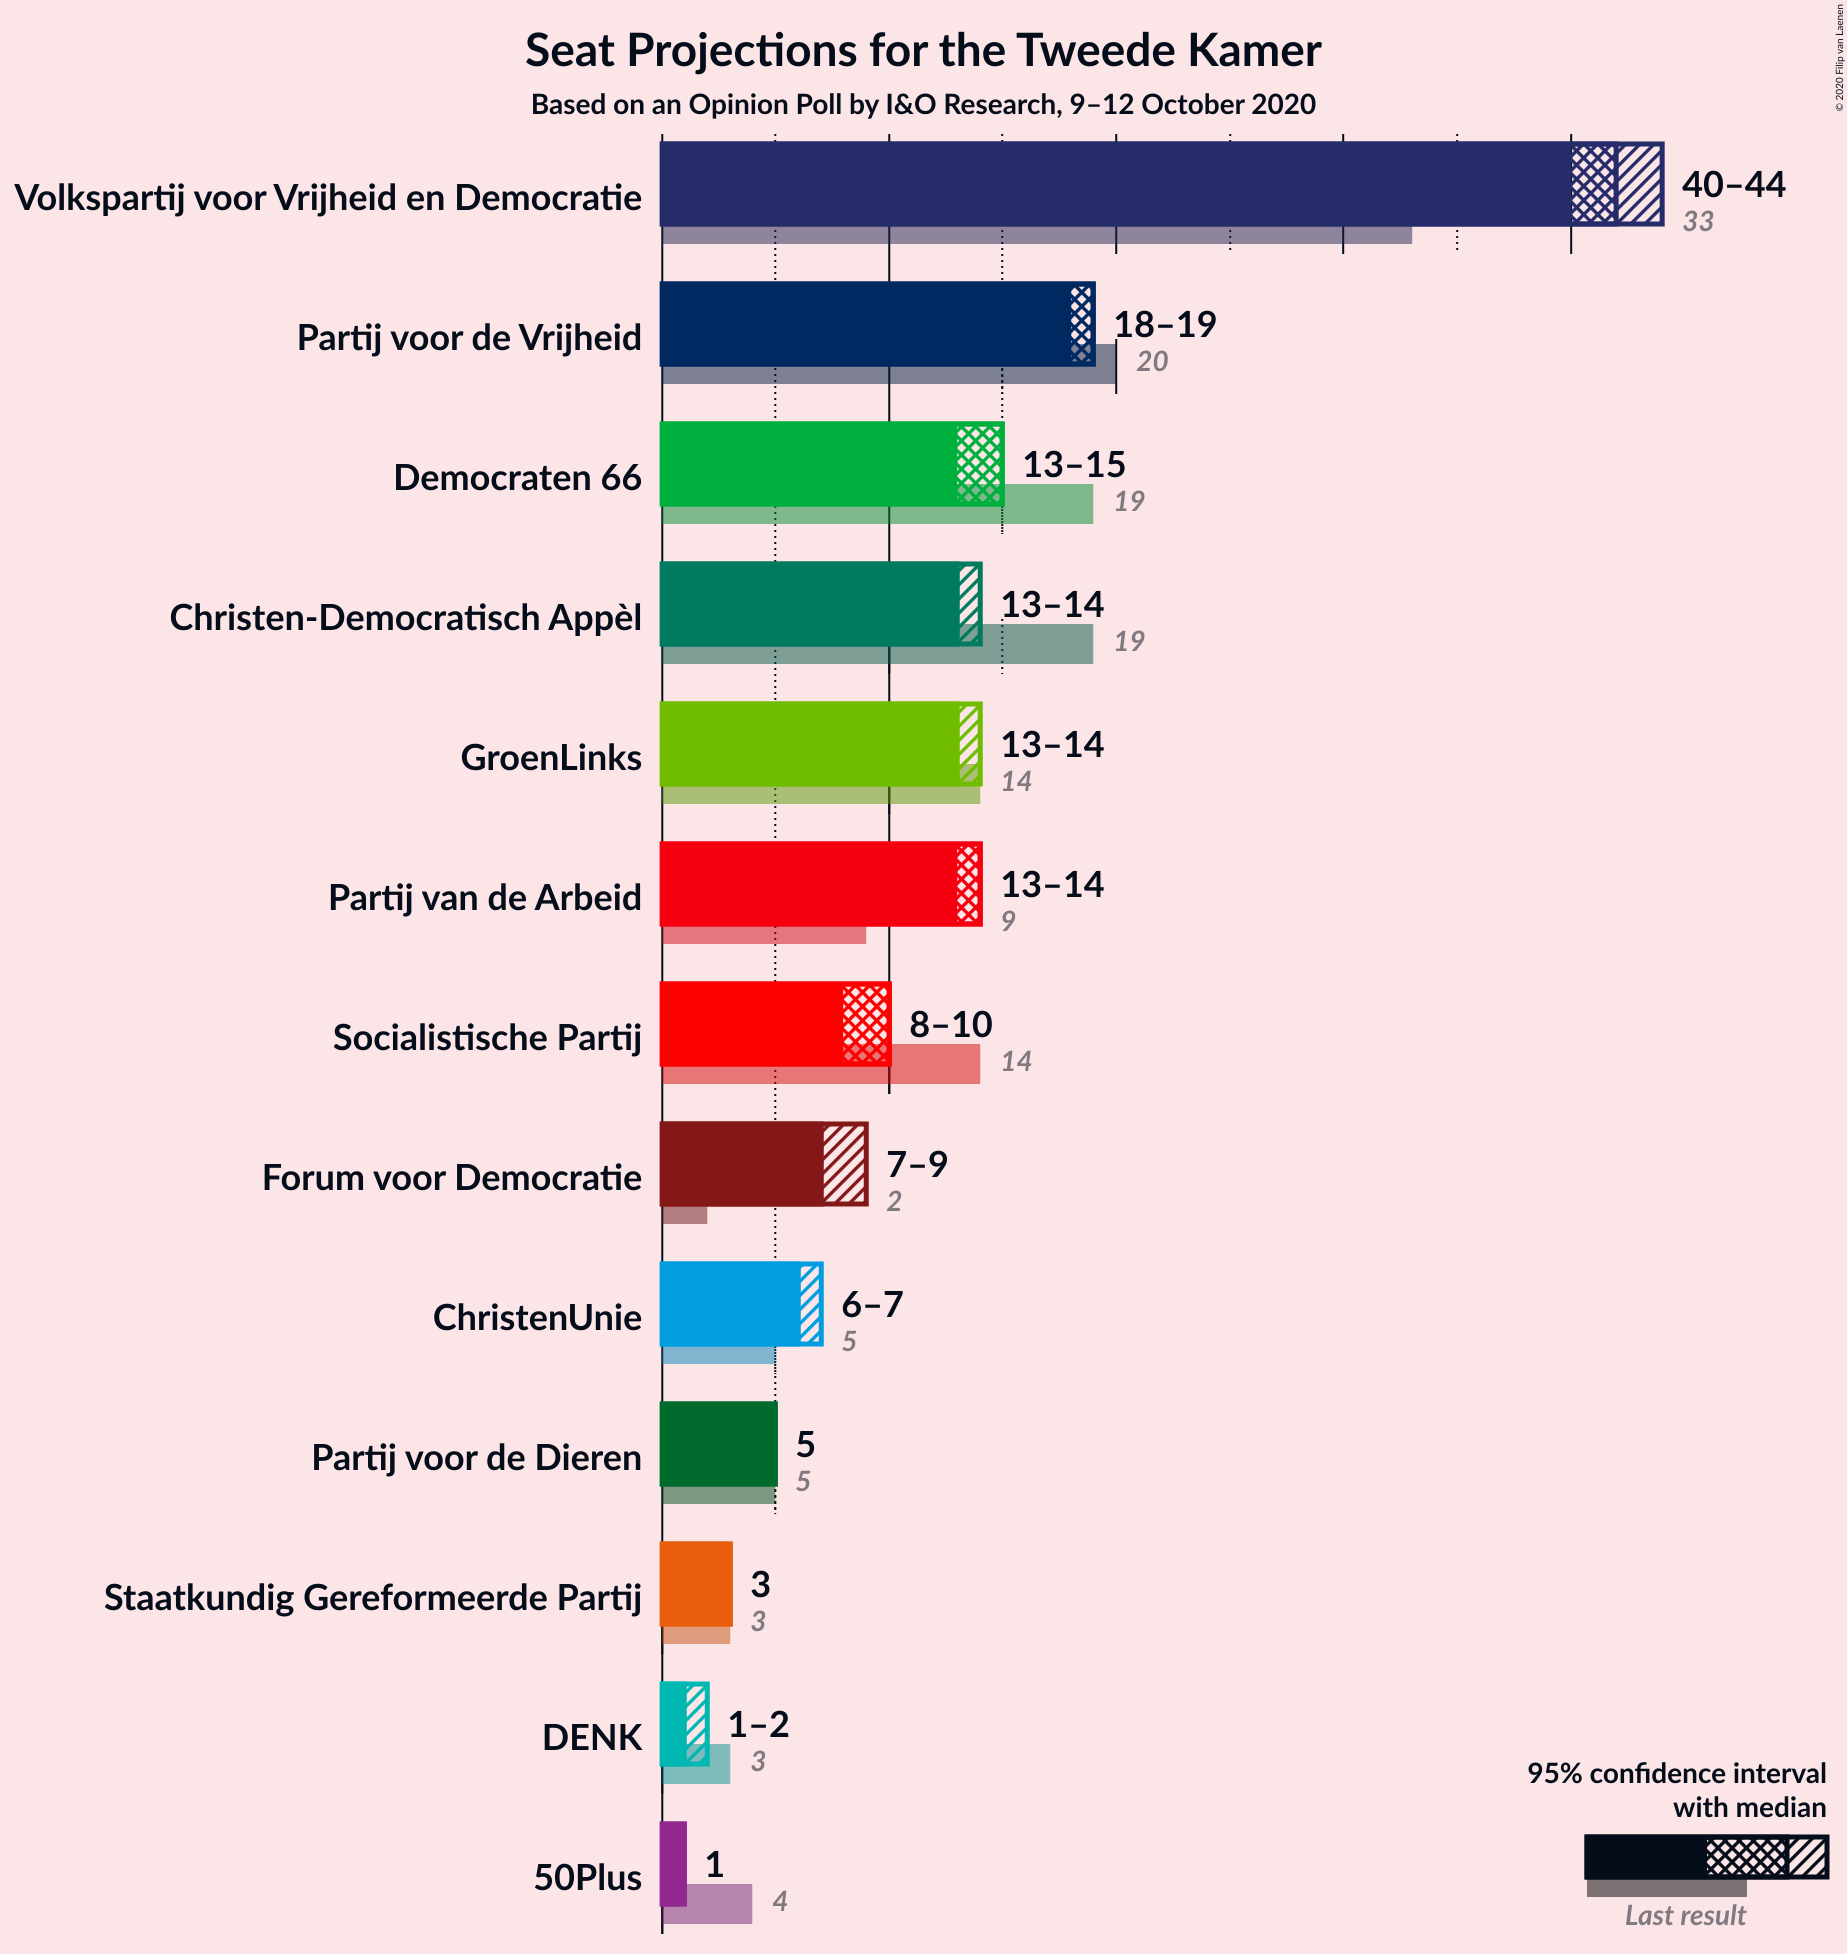 Seat Projections for the Tweede Kamer
Based on an Opinion Poll by I&O Research, 9–12 October 2020
© 2020 Filip van Laenen
Volkspartij voor Vrijheid en Democratie
40–44
33
Partij voor de Vrijheid
18–19
20
Democraten 66
13–15
19
Christen-Democratisch Appèl
13–14
19
GroenLinks
13–14
14
Partij van de Arbeid
13–14
9
Socialistische Partij
8–10
14
Forum voor Democratie
7–9
2
ChristenUnie
6–7
5
Partij voor de Dieren
5
5
Staatkundig Gereformeerde Partij
3
3
DENK
1–2
3
50Plus
1
4
95% confidence interval
with median
Last result